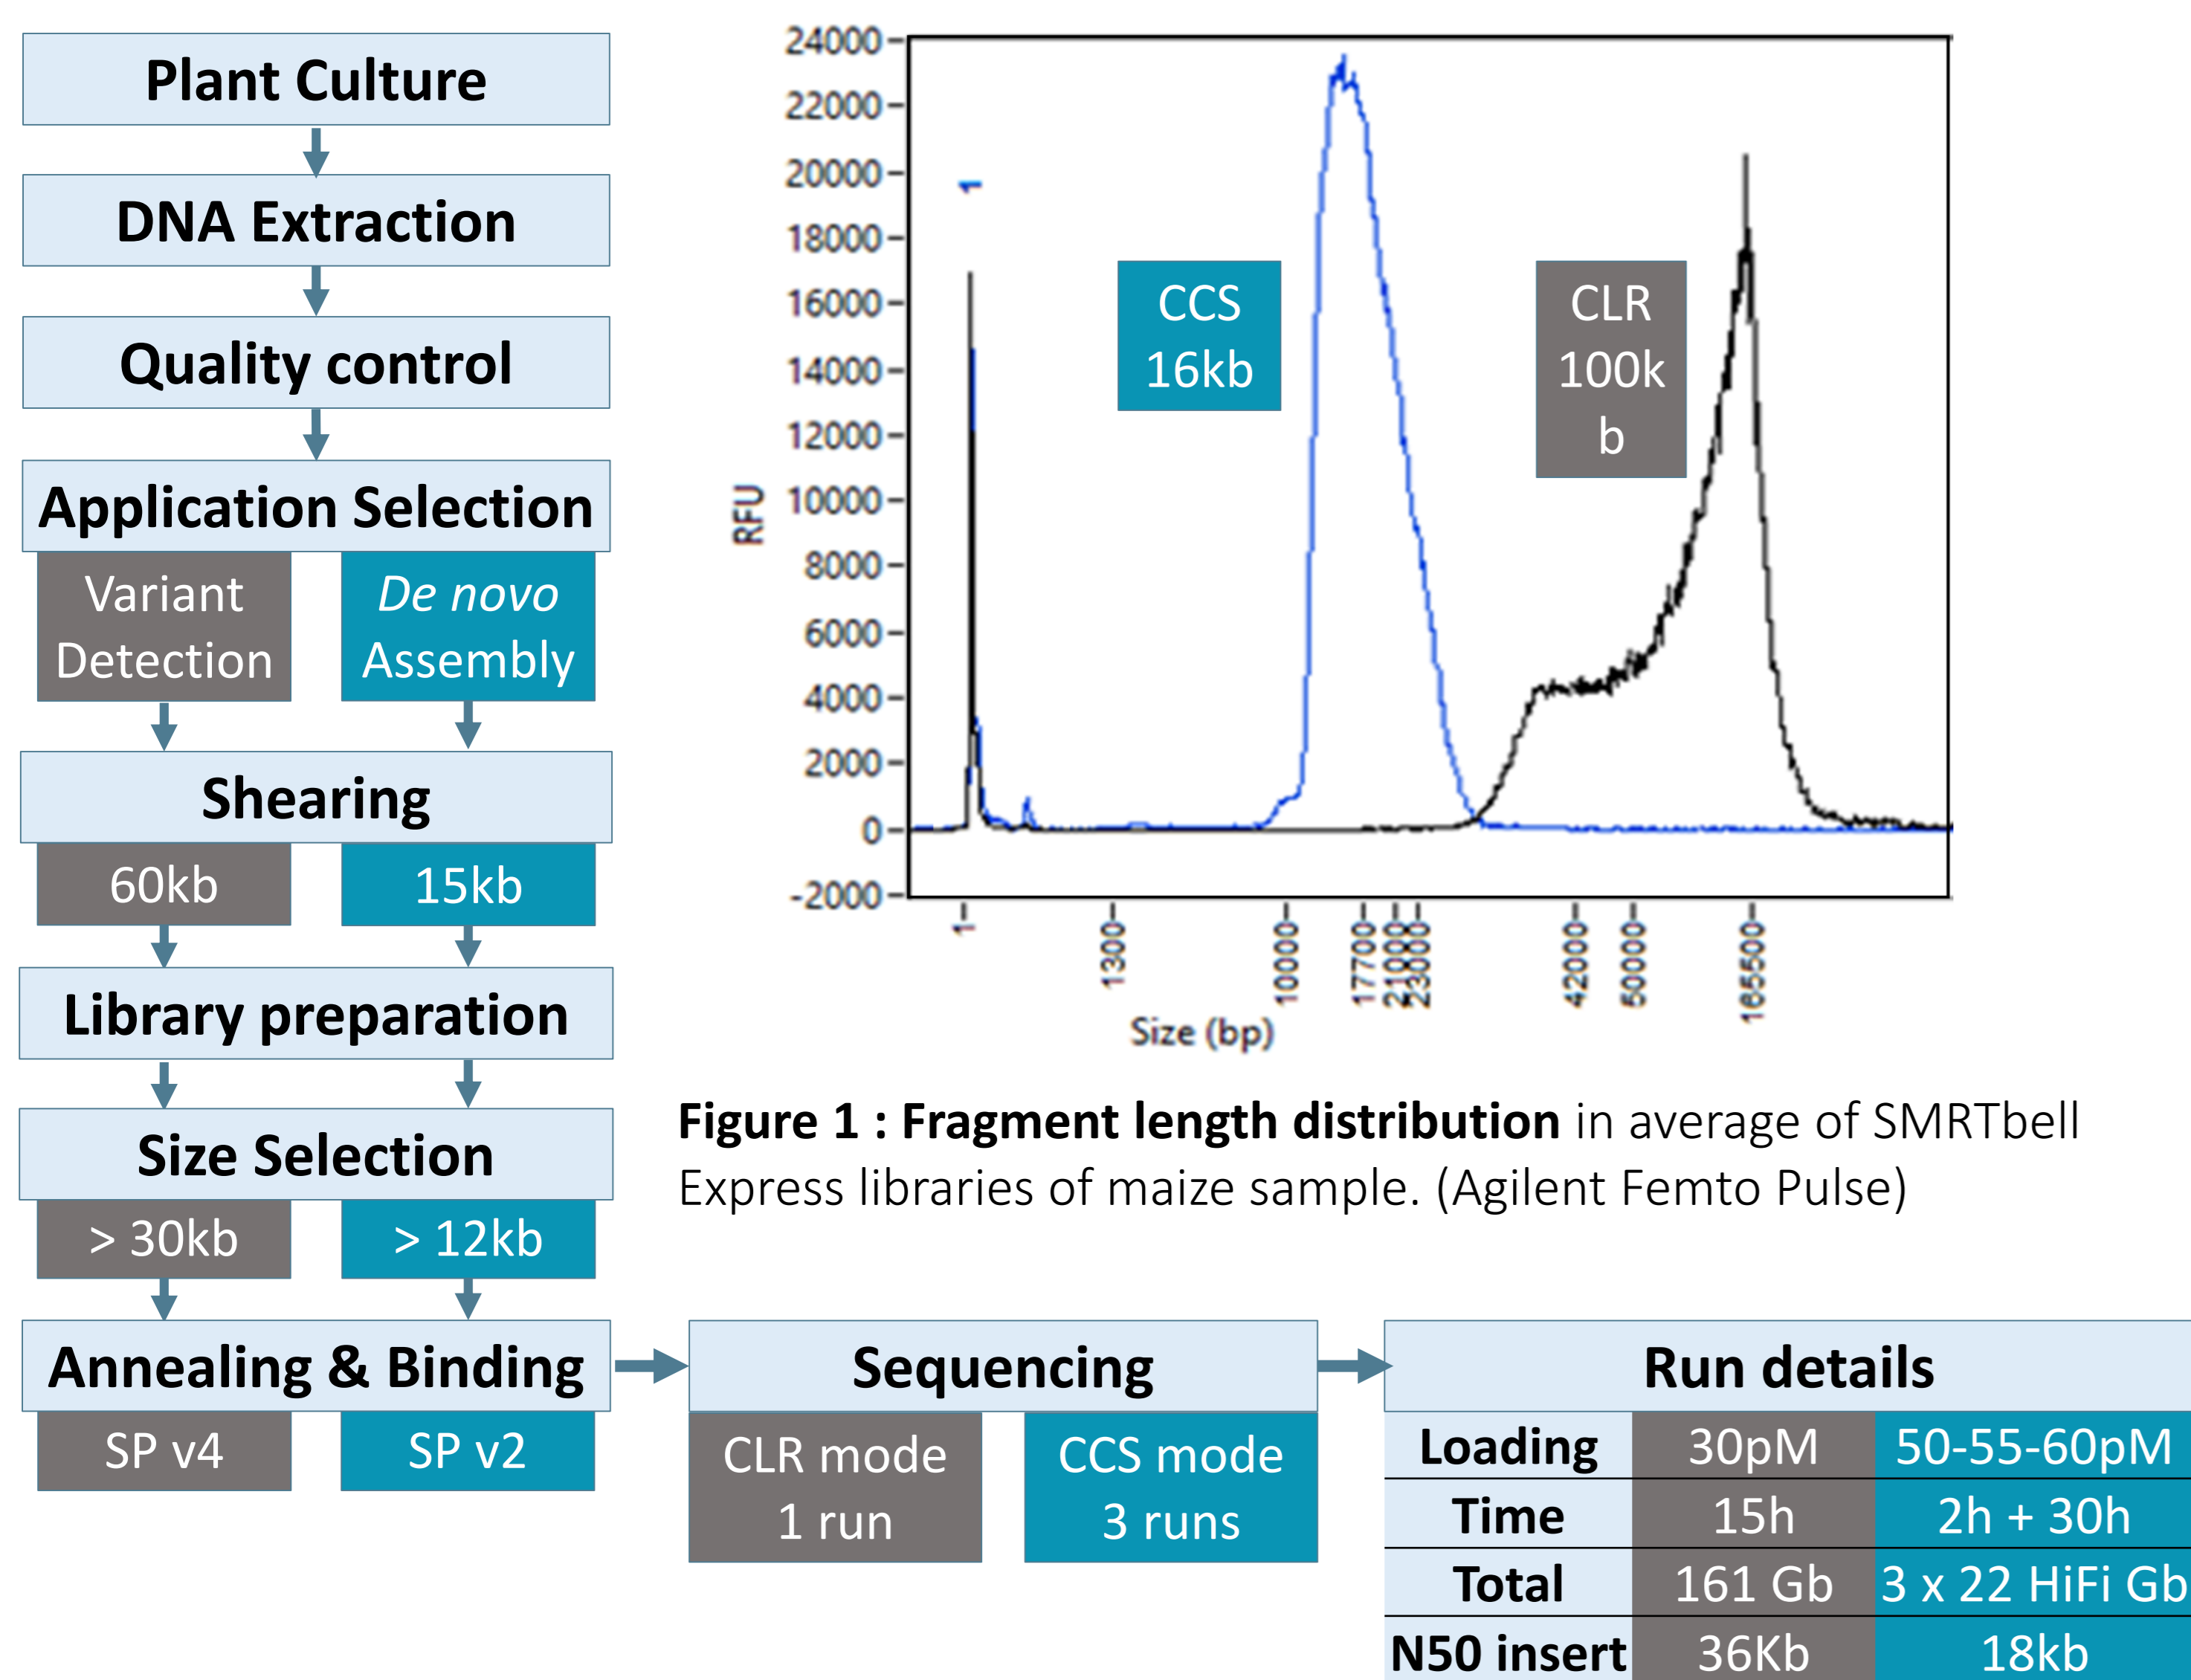 Plant Culture
DNA Extraction
Quality control
Application Selection
Variant
Detection
De novo
Assembly
Shearing
60kb
15kb
Library preparation
Size Selection
> 30kb
> 12kb
Annealing & Binding
SP v4
SP v2
24000
22000
20000
18000
16000
14000
12000
10000
8000
6000
4000
2000
0
-2000
RFU
1
CCS
16kb
CLR
100k
b
1
1300
10000
17700
21000
23000
42000
50000
165500
Size (bp)
Figure 1 : Fragment length distribution in average of SMRTbell
Express libraries of maize sample. (Agilent Femto Pulse)
Sequencing
CLR mode
1 run
CCS mode
3 runs
Run details
Loading 30pM 50-55-60pM
Time 15h 2h + 30h
Total 161 Gb 3 x 22 HiFi Gb
N50 insert 36Kb 18kb